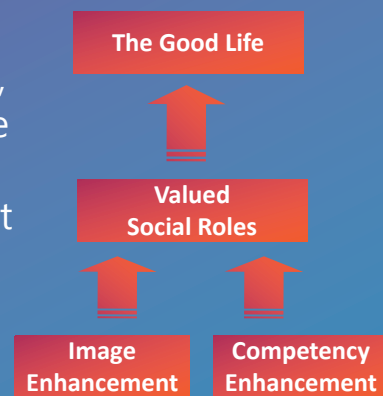 The Good Life
,
e
t
Valued
Social Roles
Image
Enhancement
Competency
Enhancement